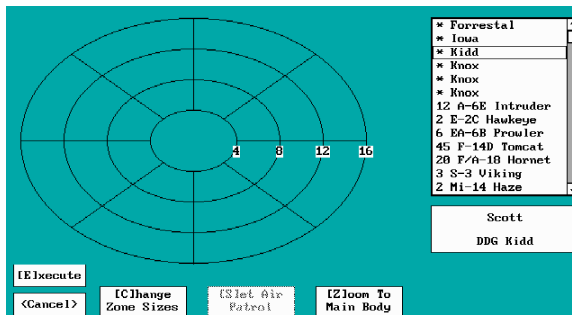 * Forrestal
* Iowa
* Kidd
* Knox
* Knox
* Knox
12 A-6E Intruder
2 E-2C Hawkeye
6 EA-6B Prowler
45 F-14D Tomcat
20 F/A-18 Hornet
3 S-3 Viking
2 Mi-14 Haze
4 8 12 16
Scott
DDG Kidd
[E]xecute
<Cancel>
[C]hange
Zone Sizes
[S]et Air
Patrol
[Z]oom To
Main Body